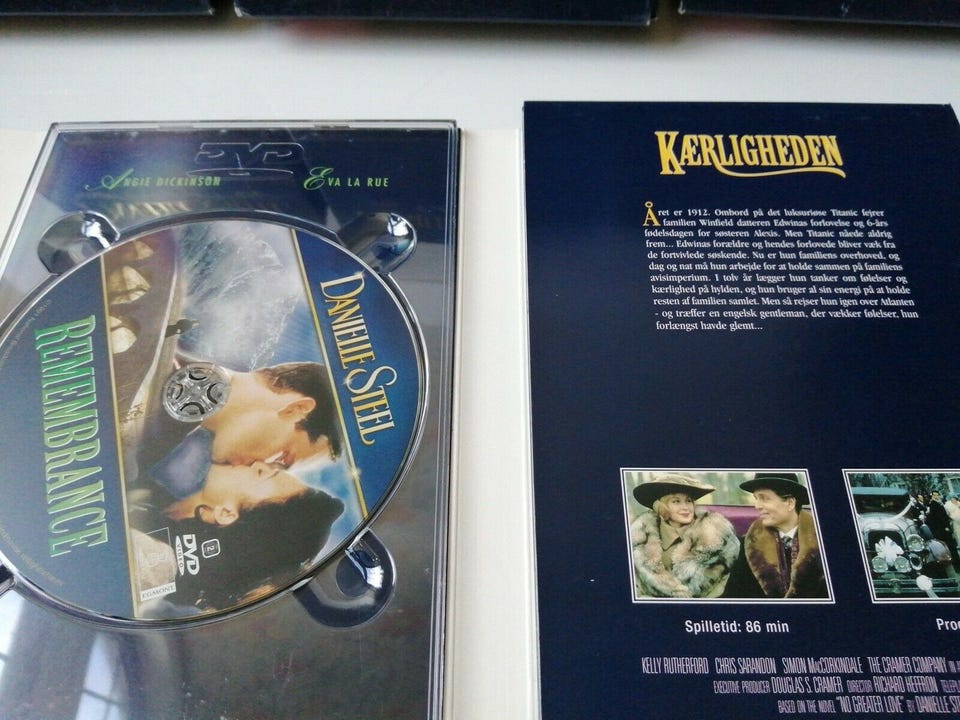 DVD
ANGIE DICKINSON
EVA LA RUE
DANIELLE STEEL
REMEMBRANCE
2
DVD
VIDEO
EGMONT
KÆRLIGHEDEN
Året er 1912. Ombord på det luksuriøse Titanic fejrer
familien Winfield datteren Edwinas forlovelse og 6-års
fødelsdagen for søsteren Alexis. Men Titanic nåede aldrig
frem... Edwinas forældre og hendes forlovede bliver væk fra
de fortvivlede søskende. Nu er hun familiens overhoved, og
dag og nat må hun arbejde for at holde sammen på familiens
avisimperium. I tolv år lægger hun tanker om følelser og
kærlighed på hylden, og hun bruger al sin energi på at holde
resten af familien samlet. Men så rejser hun igen over Atlanten
- og træffer en engelsk gentleman, der vækker følelser, hun
forlængst havde glemt...
Spilletid: 86 min
KELLY RUTHERFORD CHRIS SARANDON SIMON MacCORKINDALE THE CRAMER COMPANY IN
EXECUTIVE PRODUCER DOUGLAS S. CRAMER DIRECTOR RICHARD HEFFRON
BASED ON THE NOVEL "NO GREATER LOVE" BY DANIELLE